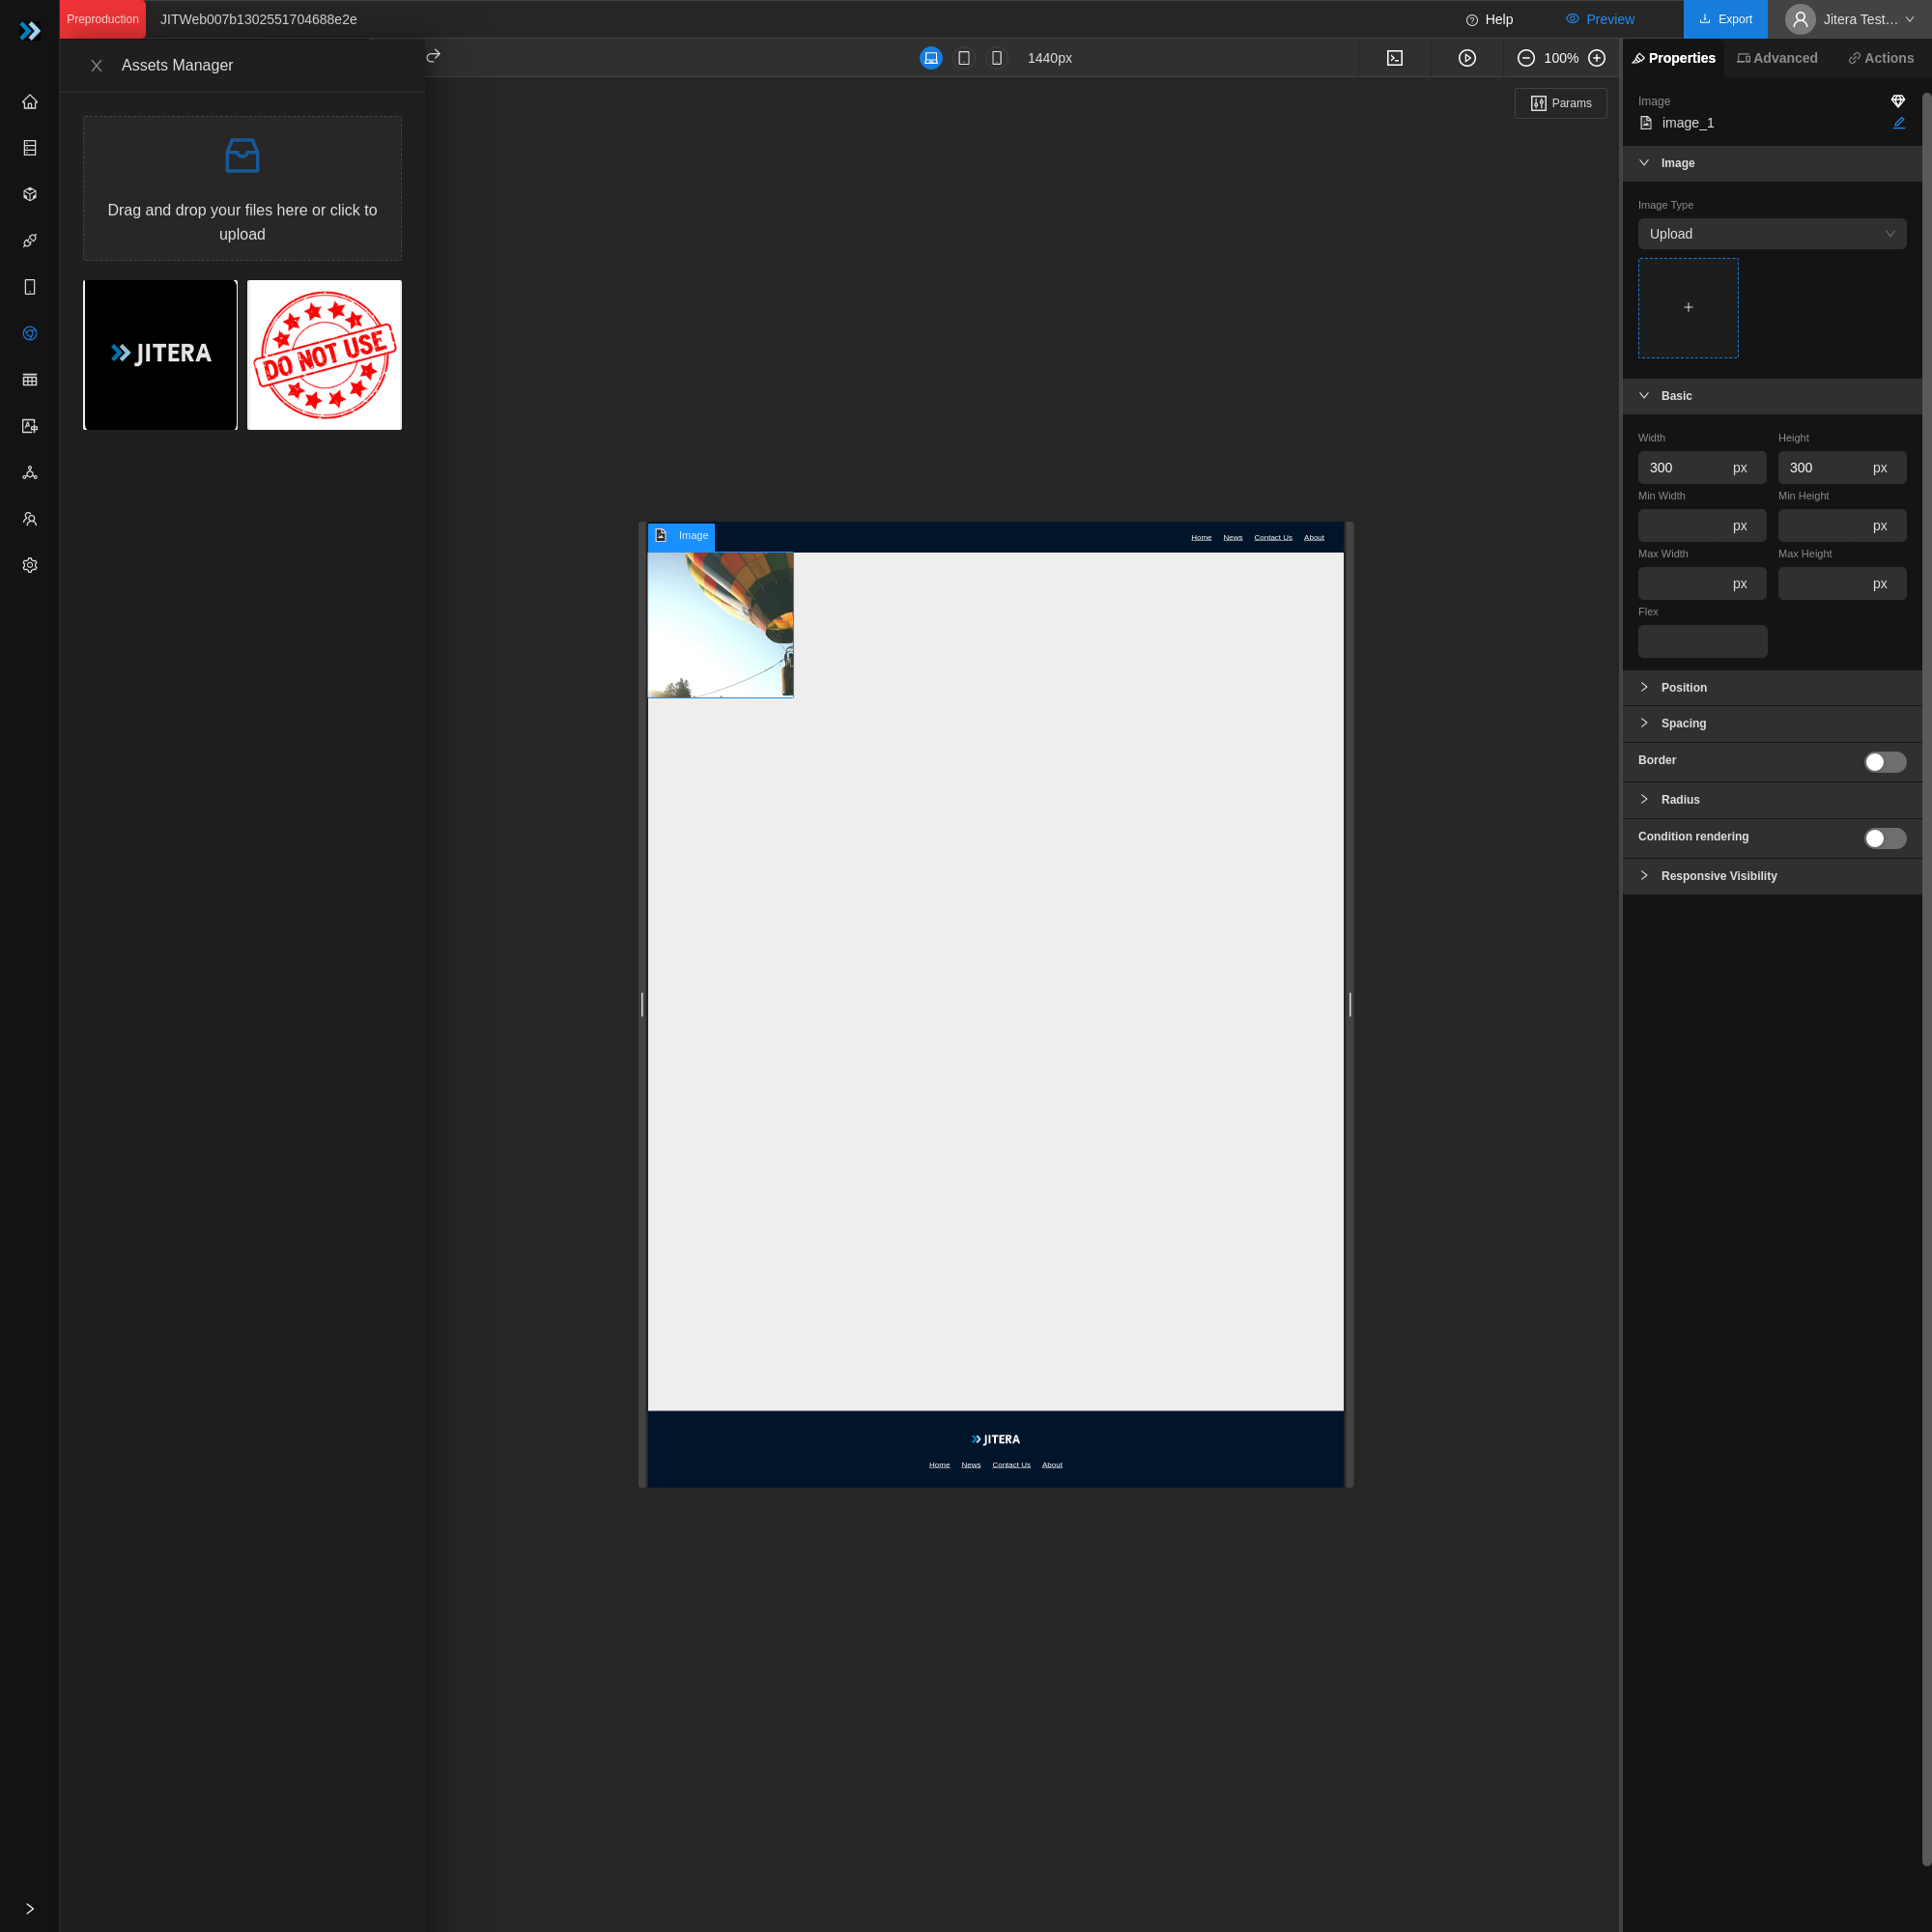 Preproduction
JITWeb007b1302551704688e2e
Help
Preview
Export
Jitera Test...
Assets Manager
1440px
100%
Properties
Advanced
Actions
Params
Drag and drop your files here or click to
upload
JITERA
DO NOT USE
Image
image_1
Image
Image Type
Upload
+
Basic
Width
Height
300
px
300
px
Min Width
Min Height
px
px
Max Width
Max Height
px
px
Flex
Position
Spacing
Border
Radius
Condition rendering
Responsive Visibility
Image
Home
News
Contact Us
About
JITERA
Home
News
Contact Us
About